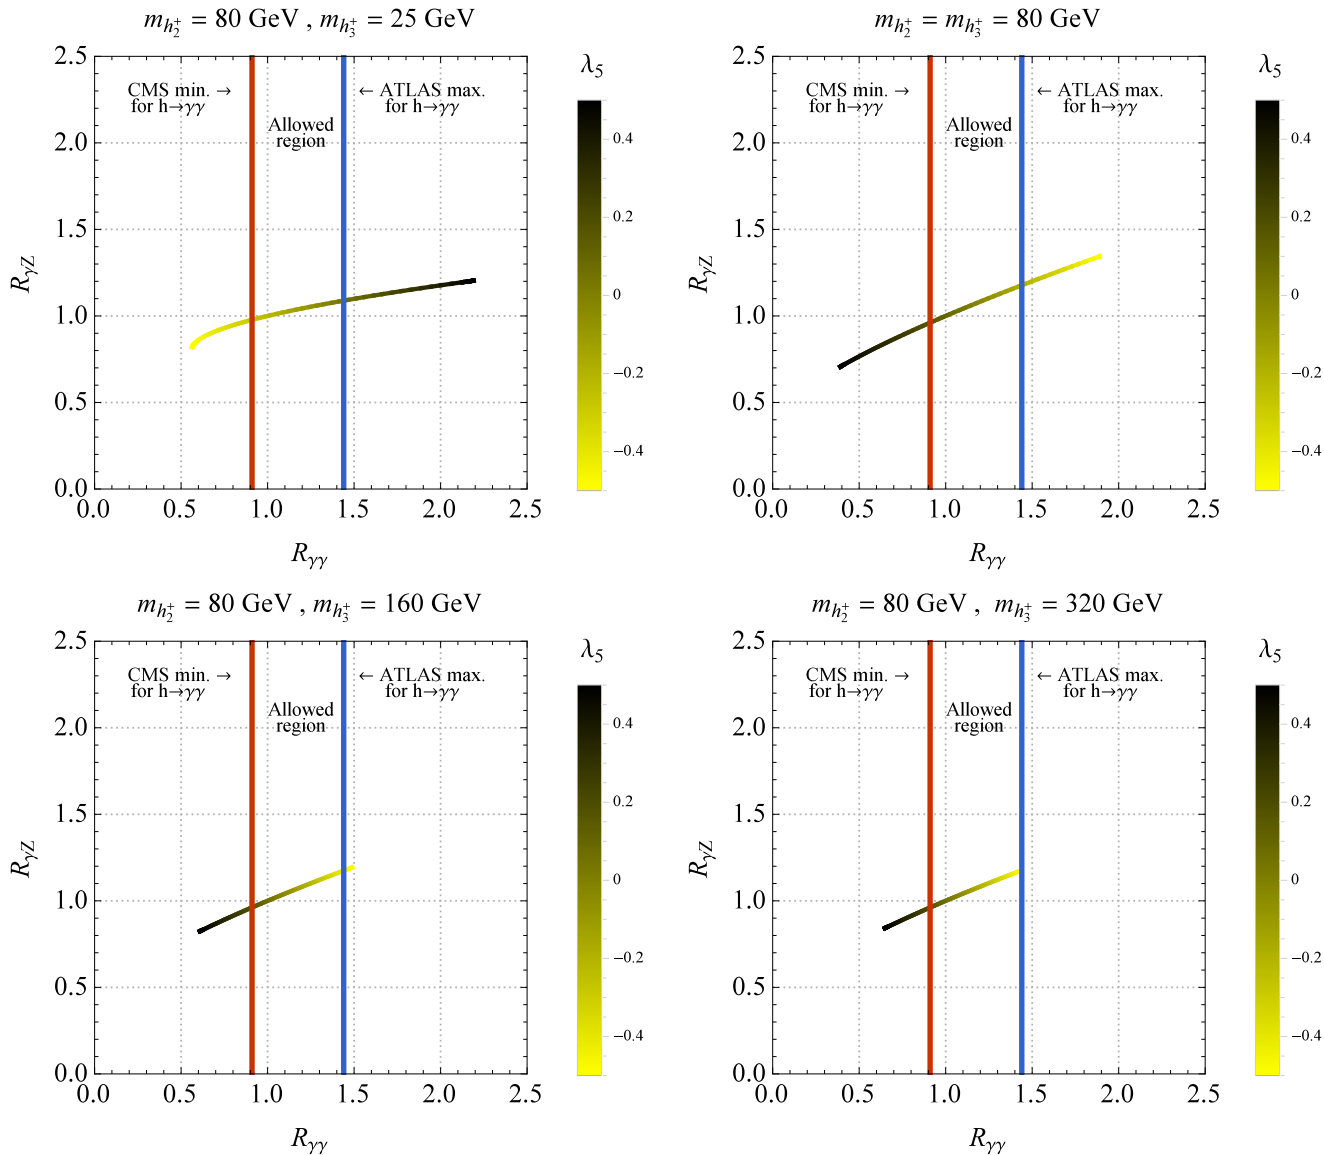 m_{h_2^+} = 80 GeV , m_{h_3^+} = 25 GeV
2.5
2.0
1.5
1.0
0.5
0.0
R_{γZ}
CMS min. →
for h→γγ
Allowed
region
← ATLAS max.
for h→γγ
0.0 0.5 1.0 1.5 2.0 2.5
R_{γγ}
λ_5
0.4
0.2
0
−0.2
−0.4
m_{h_2^+} = m_{h_3^+} = 80 GeV
2.5
2.0
1.5
1.0
0.5
0.0
R_{γZ}
CMS min. →
for h→γγ
Allowed
region
← ATLAS max.
for h→γγ
0.0 0.5 1.0 1.5 2.0 2.5
R_{γγ}
λ_5
0.4
0.2
0
−0.2
−0.4
m_{h_2^+} = 80 GeV , m_{h_3^+} = 160 GeV
2.5
2.0
1.5
1.0
0.5
0.0
R_{γZ}
CMS min. →
for h→γγ
Allowed
region
← ATLAS max.
for h→γγ
0.0 0.5 1.0 1.5 2.0 2.5
R_{γγ}
λ_5
0.4
0.2
0
−0.2
−0.4
m_{h_2^+} = 80 GeV , m_{h_3^+} = 320 GeV
2.5
2.0
1.5
1.0
0.5
0.0
R_{γZ}
CMS min. →
for h→γγ
Allowed
region
← ATLAS max.
for h→γγ
0.0 0.5 1.0 1.5 2.0 2.5
R_{γγ}
λ_5
0.4
0.2
0
−0.2
−0.4